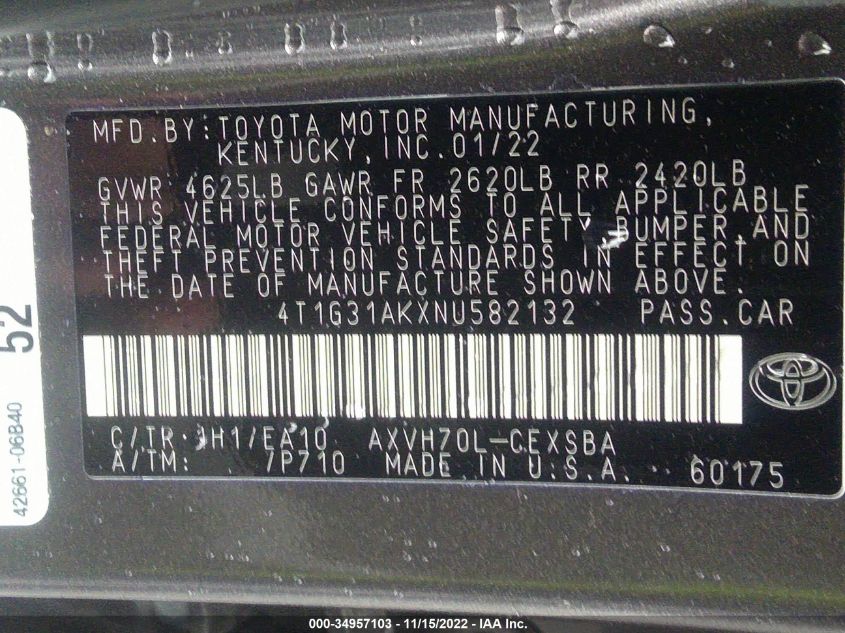 MFD.BY:TOYOTA MOTOR MANUFACTURING,
KENTUCKY,INC.01/22
GVWR 4625LB GAWR FR 2620LB RR 2420LB
THIS VEHICLE CONFORMS TO ALL APPLICABLE
FEDERAL MOTOR VEHICLE SAFETY,BUMPER,AND
THEFT PREVENTION STANDARDS IN EFFECT ON
THE DATE OF MANUFACTURE SHOWN ABOVE.
4T1G31AKXNU582132 PASS.CAR
C/TR: 1H1/EA10 AXVH70L-CEXSBA
A/TM: 7P710 MADE IN U.S.A. 60175
52
42661-06B40
000-34957103 - 11/15/2022 - IAA Inc.